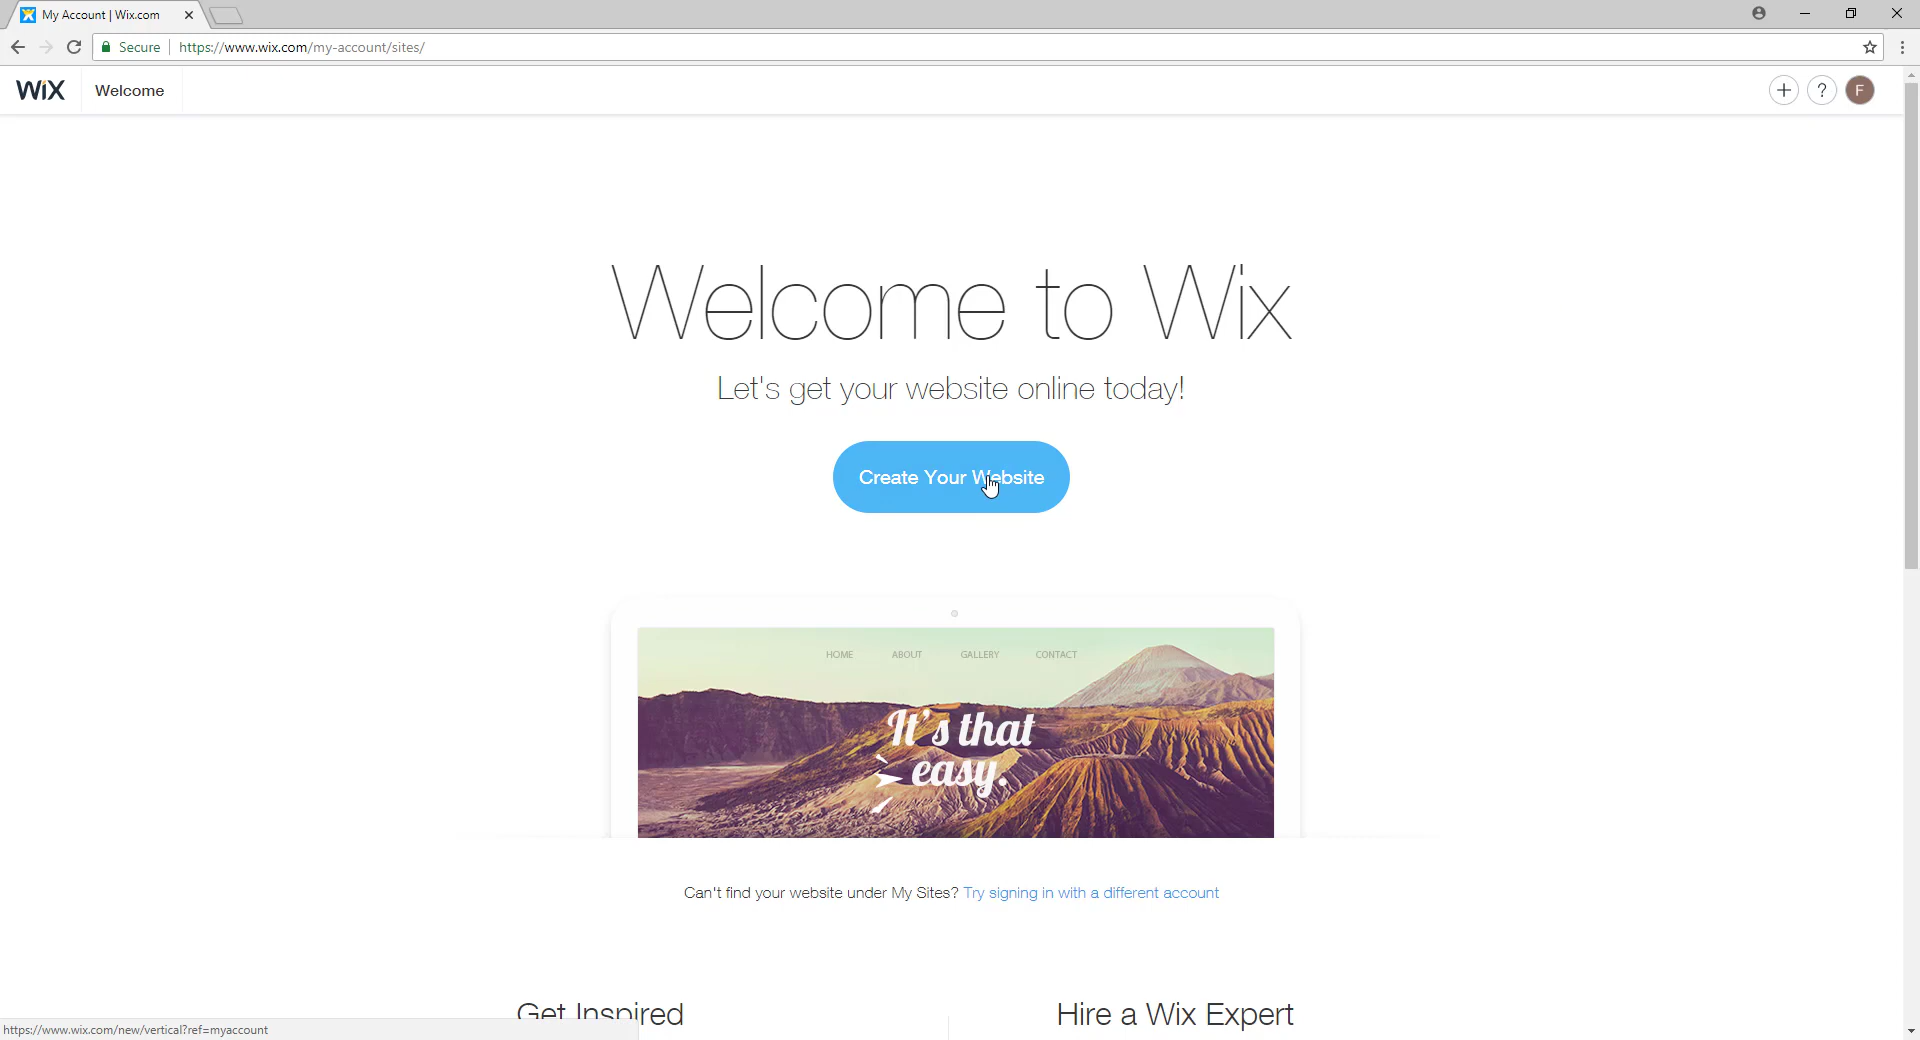 My Account | Wix.com
Secure https://www.wix.com/my-account/sites/
WiX Welcome + ? F
Welcome to Wix
Let's get your website online today!
Create Your Website
HOME ABOUT GALLERY CONTACT
It's that
easy.
Can't find your website under My Sites? Try signing in with a different account
Get Inspired Hire a Wix Expert
https://www.wix.com/new/vertical?ref=myaccount